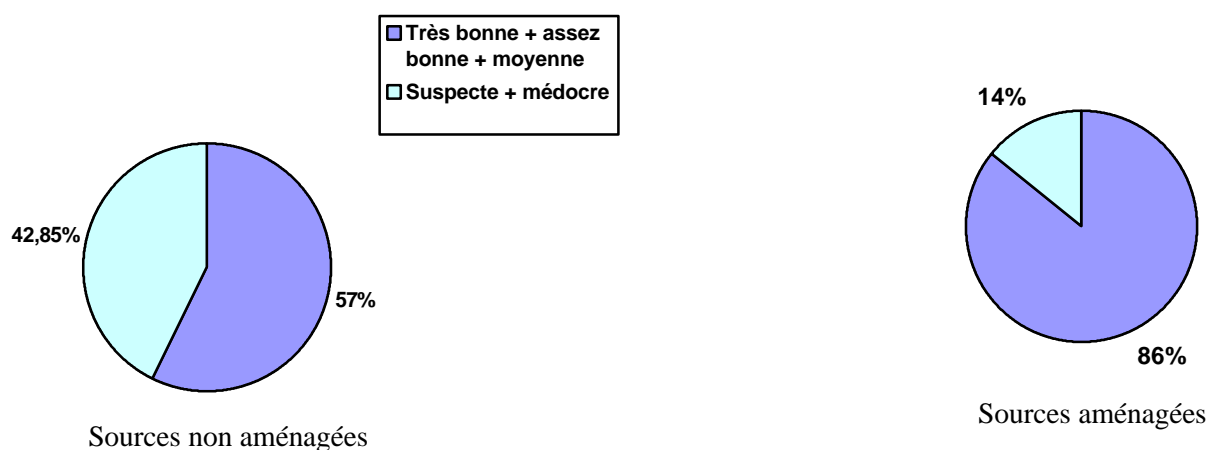 Très bonne + assez
bonne + moyenne
Suspecte + médocre
14%
42,85%
57%
86%
Sources aménagées
Sources non aménagées